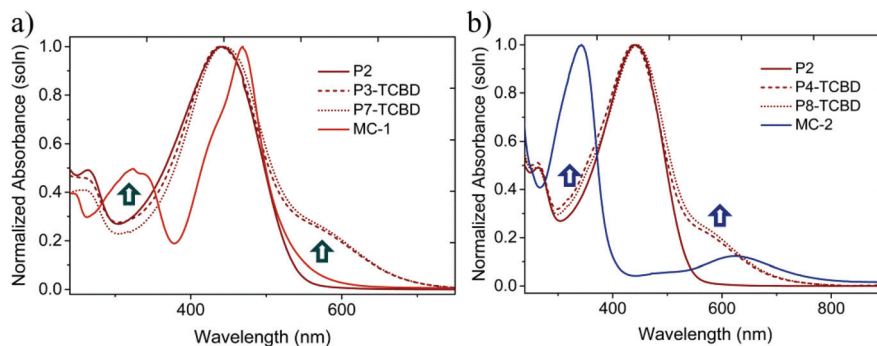 a)
Normalized Absorbance (soln)
1.0
0.8
0.6
0.4
0.2
0.0
P2
P3-TCBD
P7-TCBD
MC-1
400
600
Wavelength (nm)
b)
Normalized Absorbance (soln)
1.0
0.8
0.6
0.4
0.2
0.0
P2
P4-TCBD
P8-TCBD
MC-2
400
600
800
Wavelength (nm)